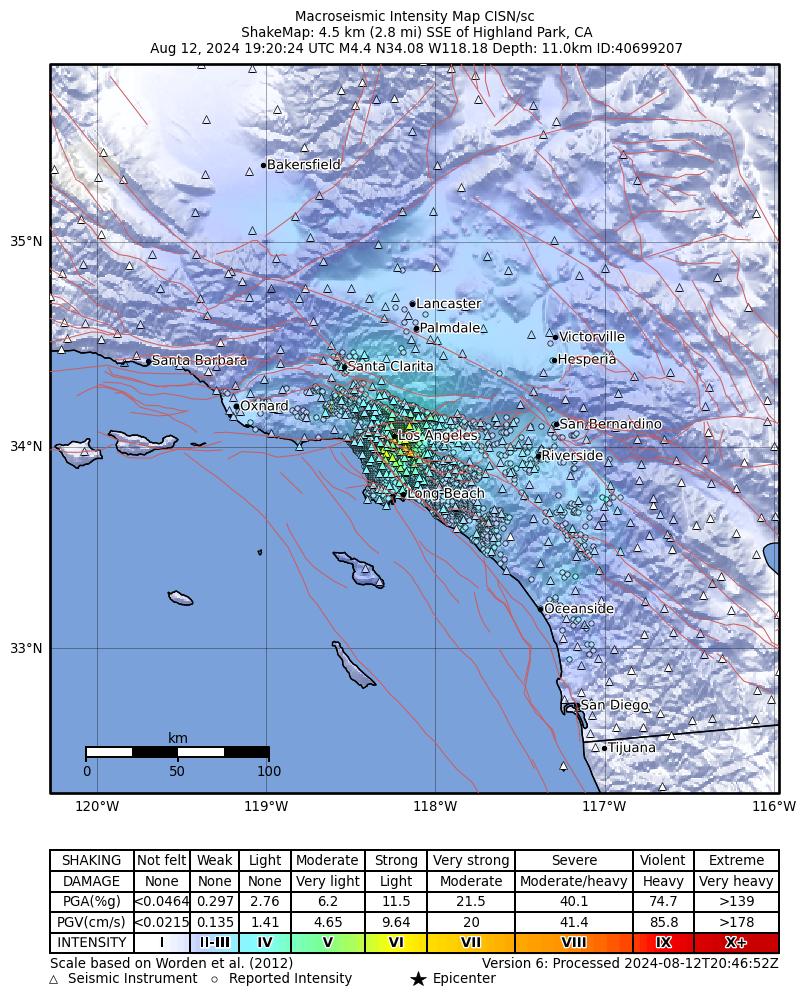 Macroseismic Intensity Map CISN/sc
ShakeMap: 4.5 km (2.8 mi) SSE of Highland Park, CA
Aug 12, 2024 19:20:24 UTC M4.4 N34.08 W118.18 Depth: 11.0km ID:40699207
Bakersfield
35°N
Lancaster
Palmdale
Victorville
Santa Barbara
Santa Clarita
Hesperia
Oxnard
San Bernardino
34°N
Los Angeles
Riverside
Long Beach
Oceanside
33°N
San Diego
km
Tijuana
0 50 100
120°W 119°W 118°W 117°W 116°W
SHAKING Not felt Weak Light Moderate Strong Very strong Severe Violent Extreme
DAMAGE None None None Very light Light Moderate Moderate/heavy Heavy Very heavy
PGA(%g) <0.0464 0.297 2.76 6.2 11.5 21.5 40.1 74.7 >139
PGV(cm/s) <0.0215 0.135 1.41 4.65 9.64 20 41.4 85.8 >178
INTENSITY I II-III IV V VI VII VIII IX X+
Scale based on Worden et al. (2012) Version 6: Processed 2024-08-12T20:46:52Z
△ Seismic Instrument ○ Reported Intensity ★ Epicenter